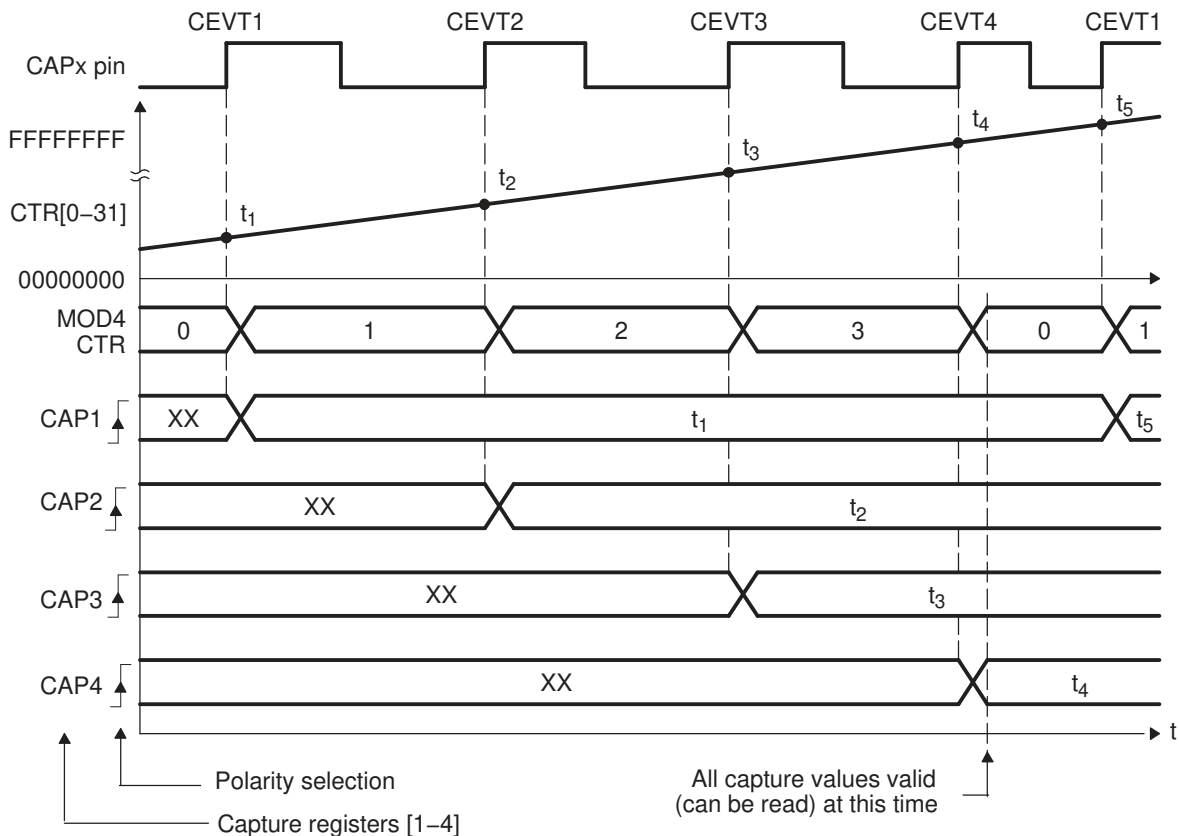 CEVT1 CEVT2 CEVT3 CEVT4 CEVT1
CAPx pin
t5
FFFFFFFF
t4
t3
t2
CTR[0–31]
t1
00000000
MOD4
CTR
0 1 2 3 0 1
CAP1 XX t1 t5
CAP2 XX t2
CAP3 XX t3
CAP4 XX t4
t
Polarity selection
All capture values valid
(can be read) at this time
Capture registers [1–4]